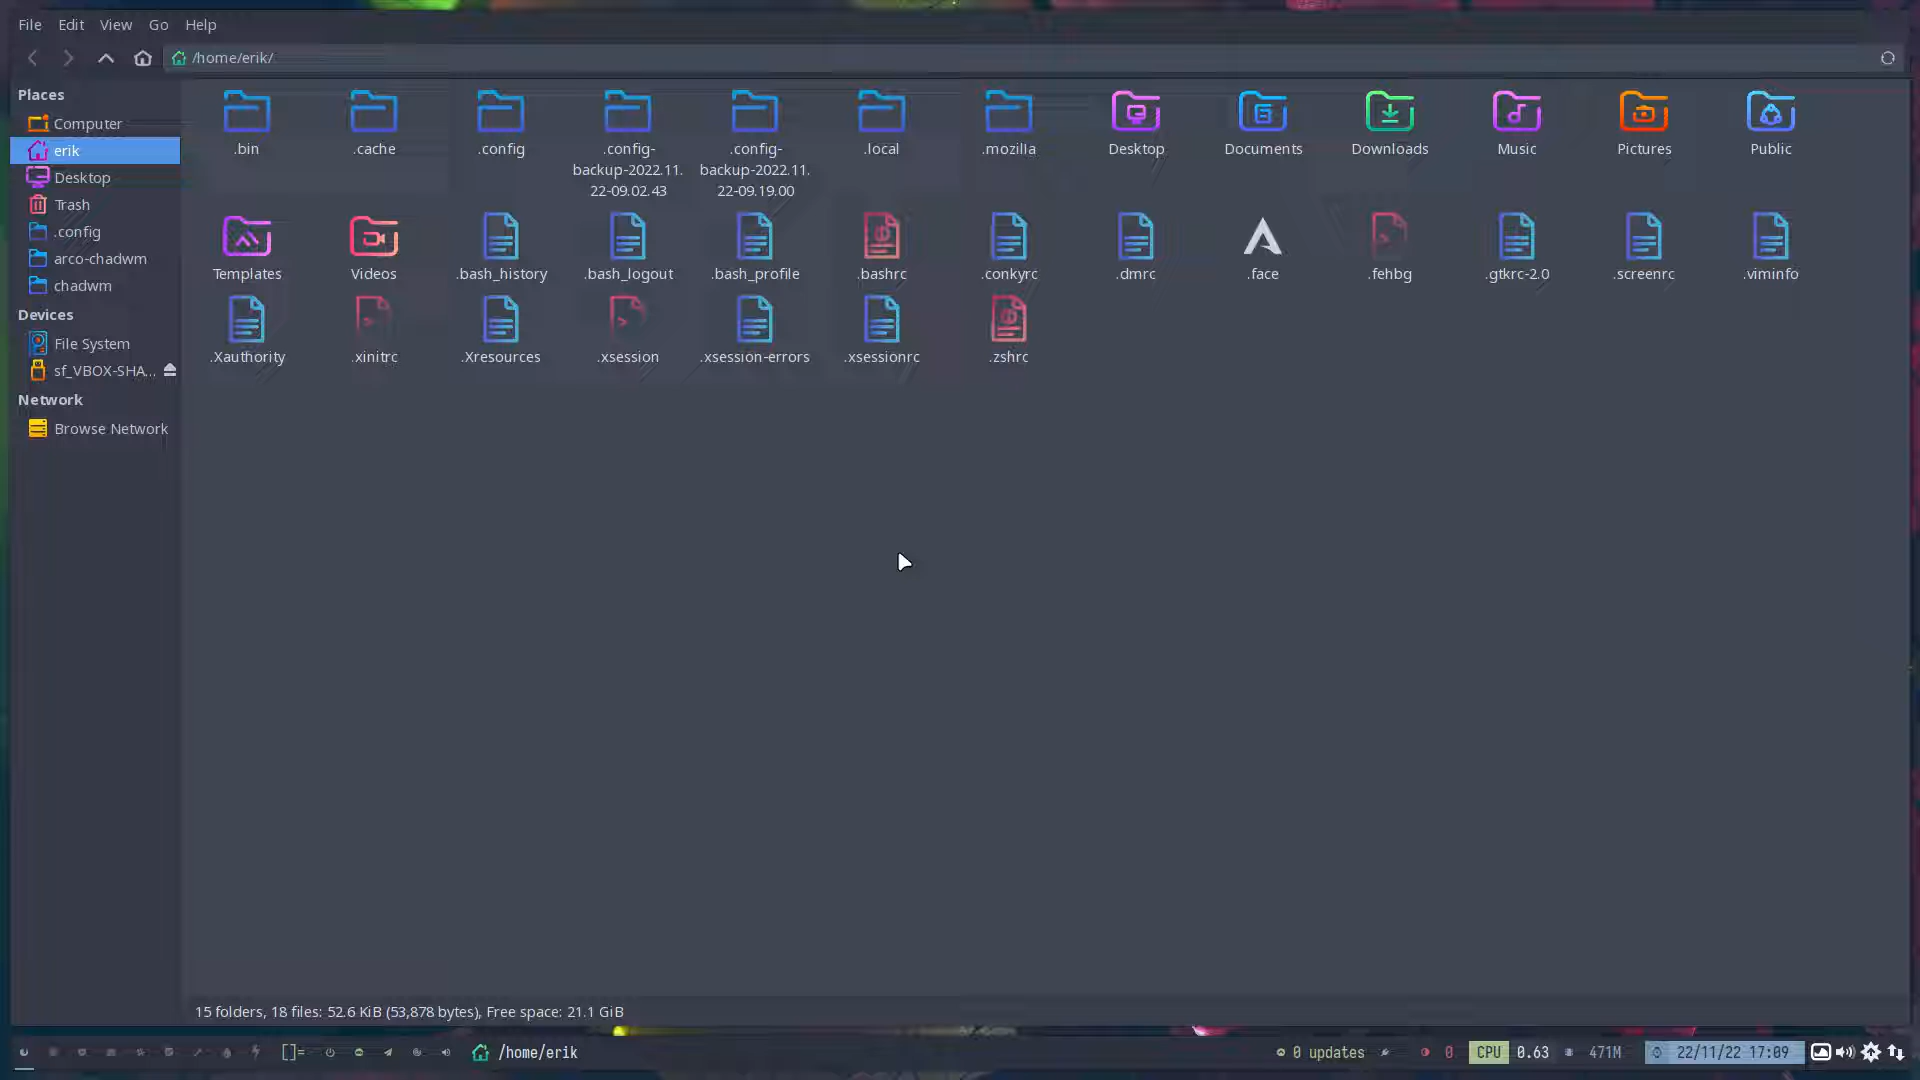 File Edit View Go Help
/home/erik/
Places
Computer
erik
Desktop
Trash
.config
arco-chadwm
chadwm
Devices
File System
sf_VBOX-SHA...
Network
Browse Network
.bin .cache .config .config- .config- .local .mozilla Desktop Documents Downloads Music Pictures Public
backup-2022.11. backup-2022.11.
22-09.02.43 22-09.19.00
Templates Videos .bash_history .bash_logout .bash_profile .bashrc .conkyrc .dmrc .face .fehbg .gtkrc-2.0 .screenrc .viminfo
.Xauthority .xinitrc .Xresources .xsession .xsession-errors .xsessionrc .zshrc
15 folders, 18 files: 52.6 KiB (53,878 bytes), Free space: 21.1 GiB
[]= /home/erik 0 updates 0 CPU 0.63 471M 22/11/22 17:09